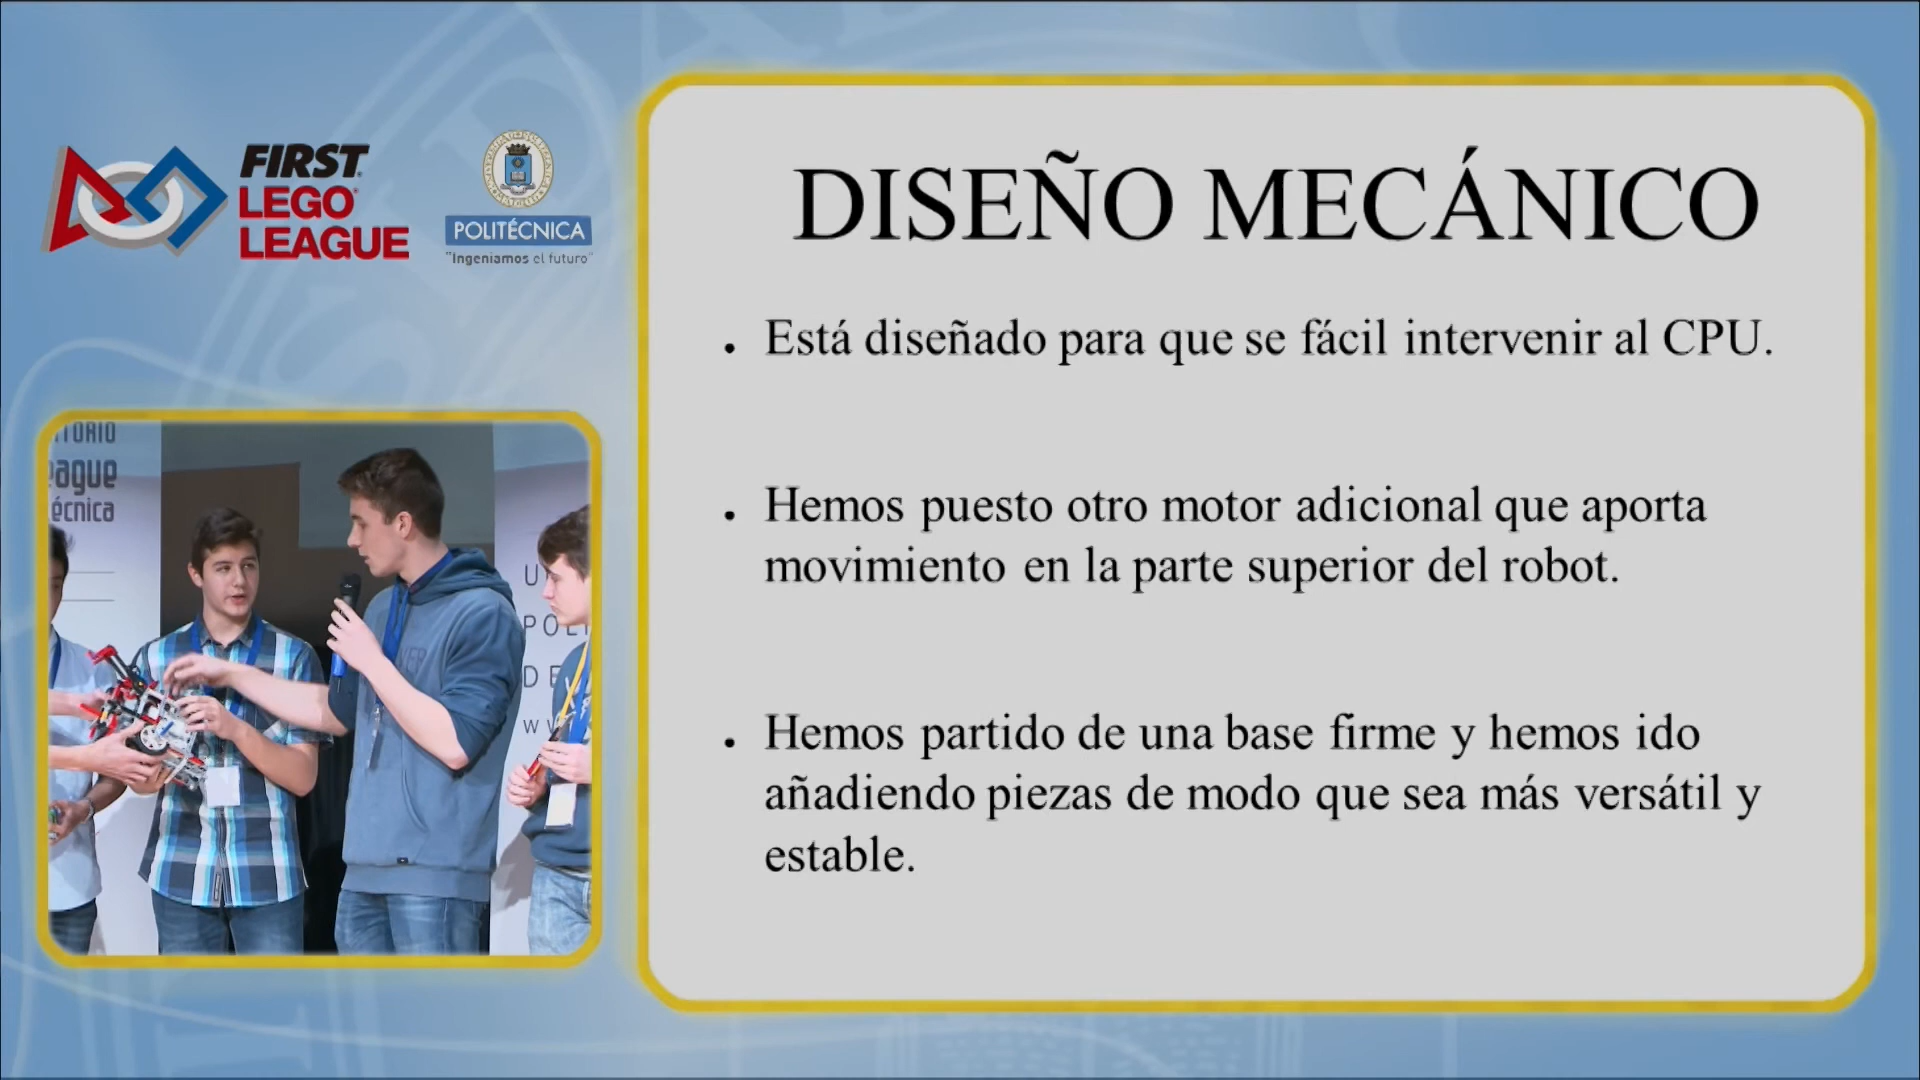 FIRST
LEGO
LEAGUE
POLITÉCNICA
"Ingeniamos el futuro"
DISEÑO MECÁNICO
• Está diseñado para que se fácil intervenir al CPU.
• Hemos puesto otro motor adicional que aporta
movimiento en la parte superior del robot.
• Hemos partido de una base firme y hemos ido
añadiendo piezas de modo que sea más versátil y
estable.